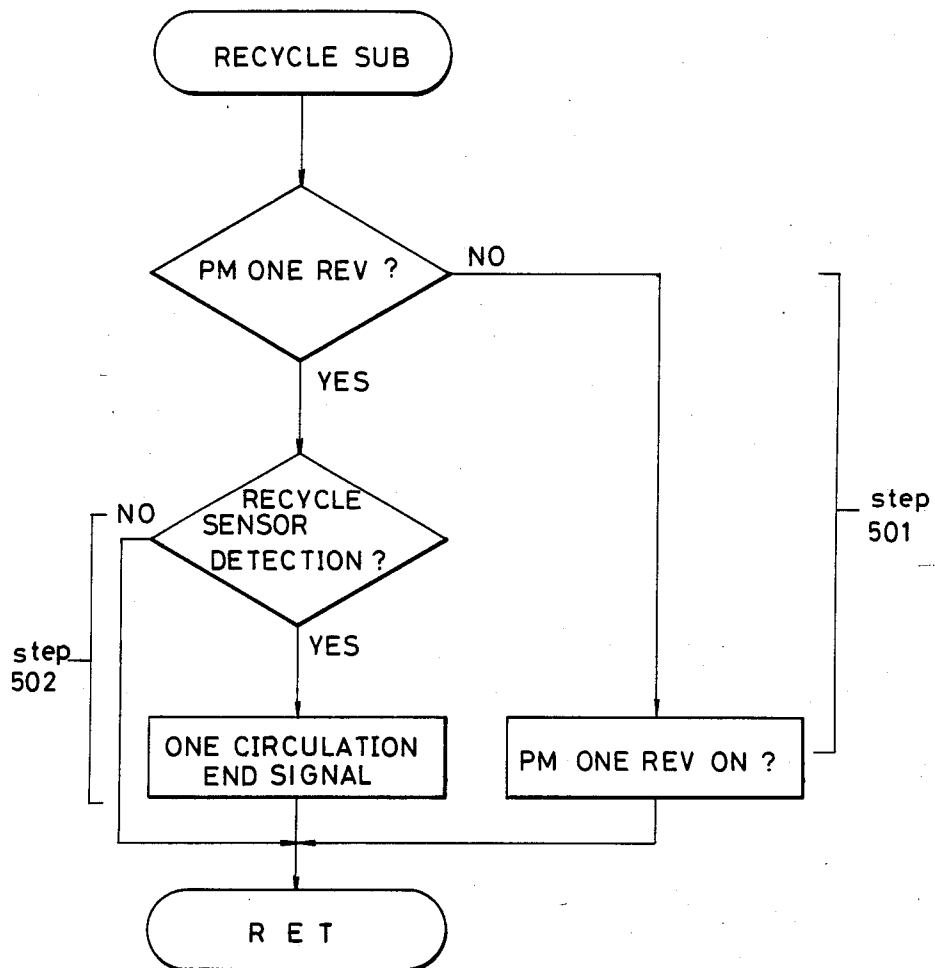 RECYCLE SUB
PM ONE REV ?
NO
YES
RECYCLE
SENSOR
DETECTION ?
NO
YES
step
501
step
502
ONE CIRCULATION
END SIGNAL
PM ONE REV ON ?
R E T